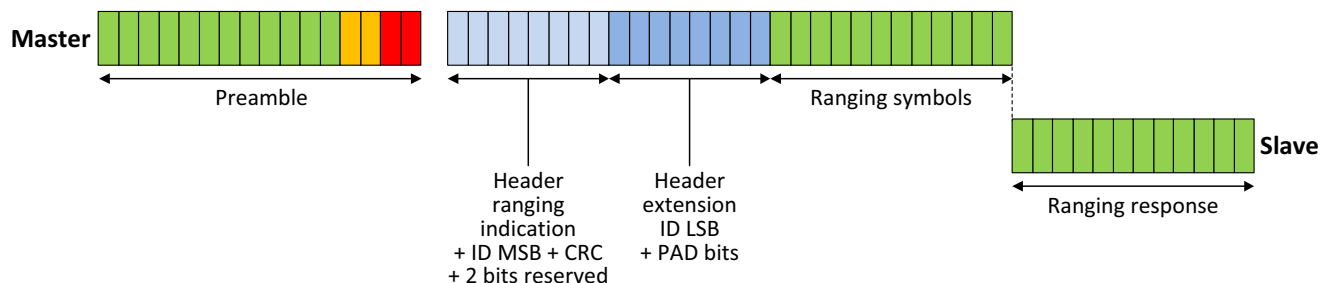 Master
Preamble
Ranging symbols
Slave
Ranging response
Header
ranging
indication
+ ID MSB + CRC
+ 2 bits reserved
Header
extension
ID LSB
+ PAD bits